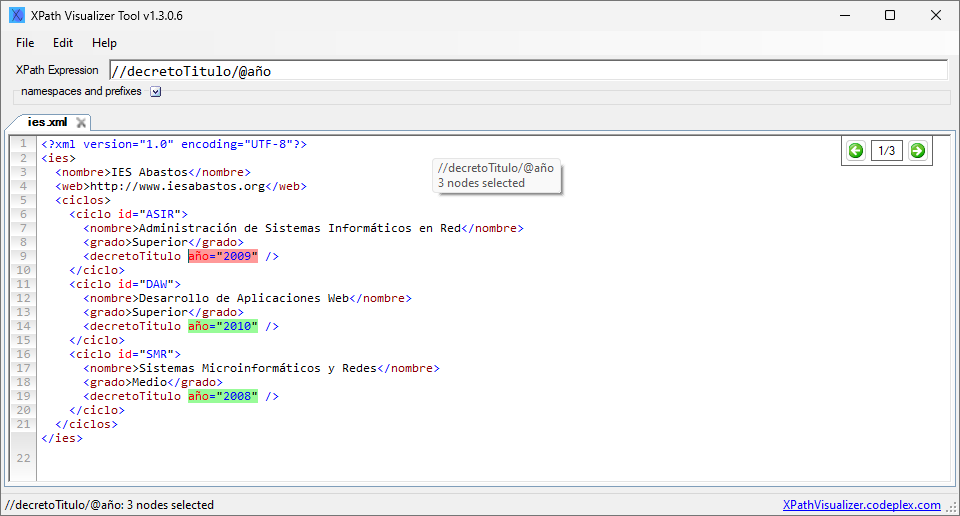 XPath Visualizer Tool v1.3.0.6
File Edit Help
XPath Expression //decretoTitulo/@año
namespaces and prefixes
ies.xml
1 <?xml version="1.0" encoding="UTF-8"?>
1/3
2 <ies>
3 <nombre>IES Abastos</nombre>
//decretoTitulo/@año
4 <web>http://www.iesabastos.org</web>
3 nodes selected
5 <ciclos>
6 <ciclo id="ASIR">
7 <nombre>Administración de Sistemas Informáticos en Red</nombre>
8 <grado>Superior</grado>
9 <decretoTitulo año="2009" />
10 </ciclo>
11 <ciclo id="DAW">
12 <nombre>Desarrollo de Aplicaciones Web</nombre>
13 <grado>Superior</grado>
14 <decretoTitulo año="2010" />
15 </ciclo>
16 <ciclo id="SMR">
17 <nombre>Sistemas Microinformáticos y Redes</nombre>
18 <grado>Medio</grado>
19 <decretoTitulo año="2008" />
20 </ciclo>
21 </ciclos>
</ies>
22
//decretoTitulo/@año: 3 nodes selected
XPathVisualizer.codeplex.com